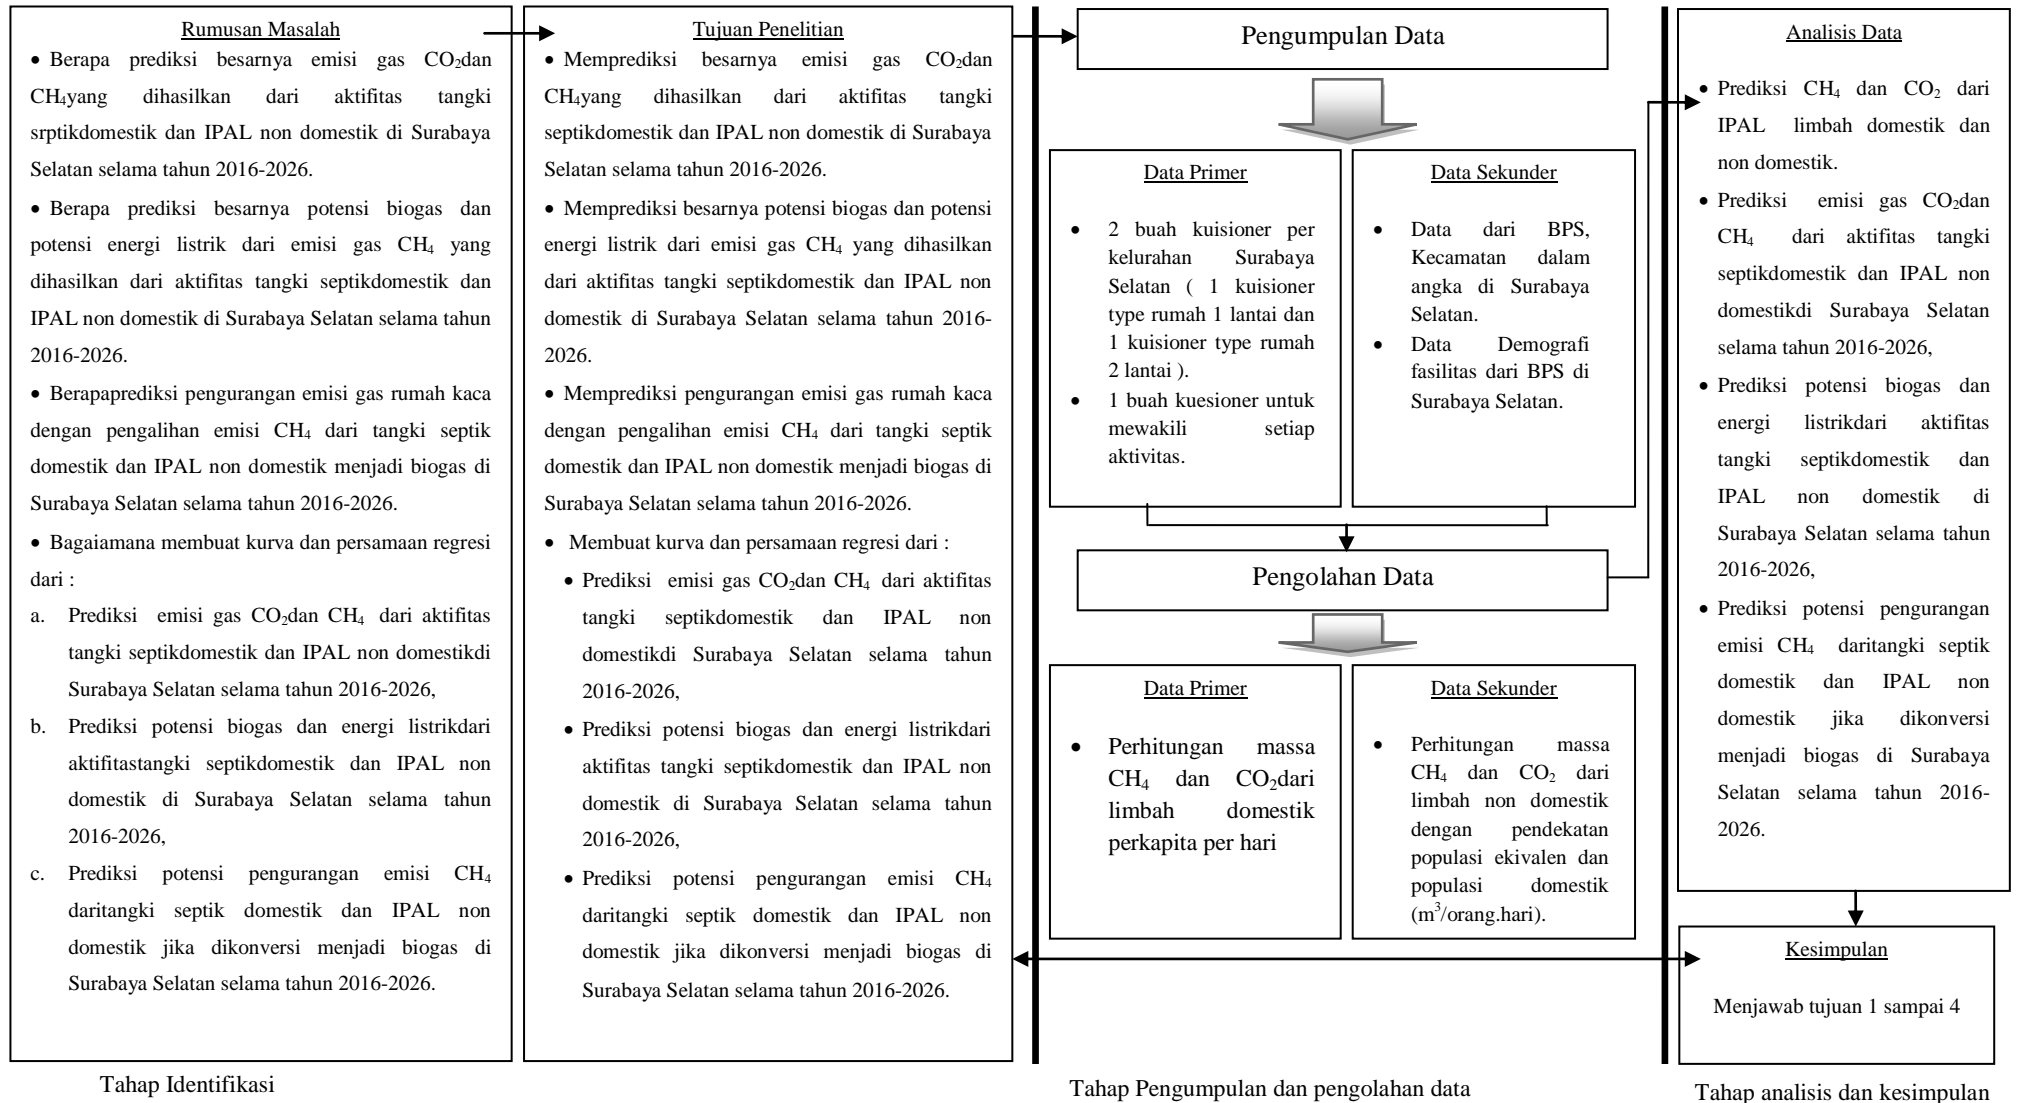 Rumusan Masalah
• Berapa prediksi besarnya emisi gas CO₂dan
CH₄yang dihasilkan dari aktifitas tangki
srptikdomestik dan IPAL non domestik di Surabaya
Selatan selama tahun 2016-2026.
• Berapa prediksi besarnya potensi biogas dan
potensi energi listrik dari emisi gas CH₄ yang
dihasilkan dari aktifitas tangki septikdomestik dan
IPAL non domestik di Surabaya Selatan selama tahun
2016-2026.
• Berapaprediksi pengurangan emisi gas rumah kaca
dengan pengalihan emisi CH₄ dari tangki septik
domestik dan IPAL non domestik menjadi biogas di
Surabaya Selatan selama tahun 2016-2026.
• Bagaiamana membuat kurva dan persamaan regresi
dari :
a. Prediksi emisi gas CO₂dan CH₄ dari aktifitas
tangki septikdomestik dan IPAL non domestikdi
Surabaya Selatan selama tahun 2016-2026,
b. Prediksi potensi biogas dan energi listrikdari
aktifitastangki septikdomestik dan IPAL non
domestik di Surabaya Selatan selama tahun
2016-2026,
c. Prediksi potensi pengurangan emisi CH₄
daritangki septik domestik dan IPAL non
domestik jika dikonversi menjadi biogas di
Surabaya Selatan selama tahun 2016-2026.
Tujuan Penelitian
• Memprediksi besarnya emisi gas CO₂dan
CH₄yang dihasilkan dari aktifitas tangki
septikdomestik dan IPAL non domestik di Surabaya
Selatan selama tahun 2016-2026.
• Memprediksi besarnya potensi biogas dan potensi
energi listrik dari emisi gas CH₄ yang dihasilkan
dari aktifitas tangki septikdomestik dan IPAL non
domestik di Surabaya Selatan selama tahun 2016-
2026.
• Memprediksi pengurangan emisi gas rumah kaca
dengan pengalihan emisi CH₄ dari tangki septik
domestik dan IPAL non domestik menjadi biogas di
Surabaya Selatan selama tahun 2016-2026.
• Membuat kurva dan persamaan regresi dari :
• Prediksi emisi gas CO₂dan CH₄ dari aktifitas
tangki septikdomestik dan IPAL non
domestikdi Surabaya Selatan selama tahun
2016-2026,
• Prediksi potensi biogas dan energi listrikdari
aktifitas tangki septikdomestik dan IPAL non
domestik di Surabaya Selatan selama tahun
2016-2026,
• Prediksi potensi pengurangan emisi CH₄
daritangki septik domestik dan IPAL non
domestik jika dikonversi menjadi biogas di
Surabaya Selatan selama tahun 2016-2026.
Tahap Identifikasi
Pengumpulan Data
Data Primer
• 2 buah kuisioner per
kelurahan Surabaya
Selatan ( 1 kuisioner
type rumah 1 lantai dan
1 kuisioner type rumah
2 lantai ).
• 1 buah kuesioner untuk
mewakili setiap
aktivitas.
Data Sekunder
• Data dari BPS,
Kecamatan dalam
angka di Surabaya
Selatan.
• Data Demografi
fasilitas dari BPS di
Surabaya Selatan.
Pengolahan Data
Data Primer
• Perhitungan massa
CH₄ dan CO₂dari
limbah domestik
perkapita per hari
Data Sekunder
• Perhitungan massa
CH₄ dan CO₂ dari
limbah non domestik
dengan pendekatan
populasi ekivalen dan
populasi domestik
(m³/orang.hari).
Tahap Pengumpulan dan pengolahan data
Analisis Data
• Prediksi CH₄ dan CO₂ dari
IPAL limbah domestik dan
non domestik.
• Prediksi emisi gas CO₂dan
CH₄ dari aktifitas tangki
septikdomestik dan IPAL non
domestikdi Surabaya Selatan
selama tahun 2016-2026,
• Prediksi potensi biogas dan
energi listrikdari aktifitas
tangki septikdomestik dan
IPAL non domestik di
Surabaya Selatan selama tahun
2016-2026,
• Prediksi potensi pengurangan
emisi CH₄ daritangki septik
domestik dan IPAL non
domestik jika dikonversi
menjadi biogas di Surabaya
Selatan selama tahun 2016-
2026.
Kesimpulan
Menjawab tujuan 1 sampai 4
Tahap analisis dan kesimpulan